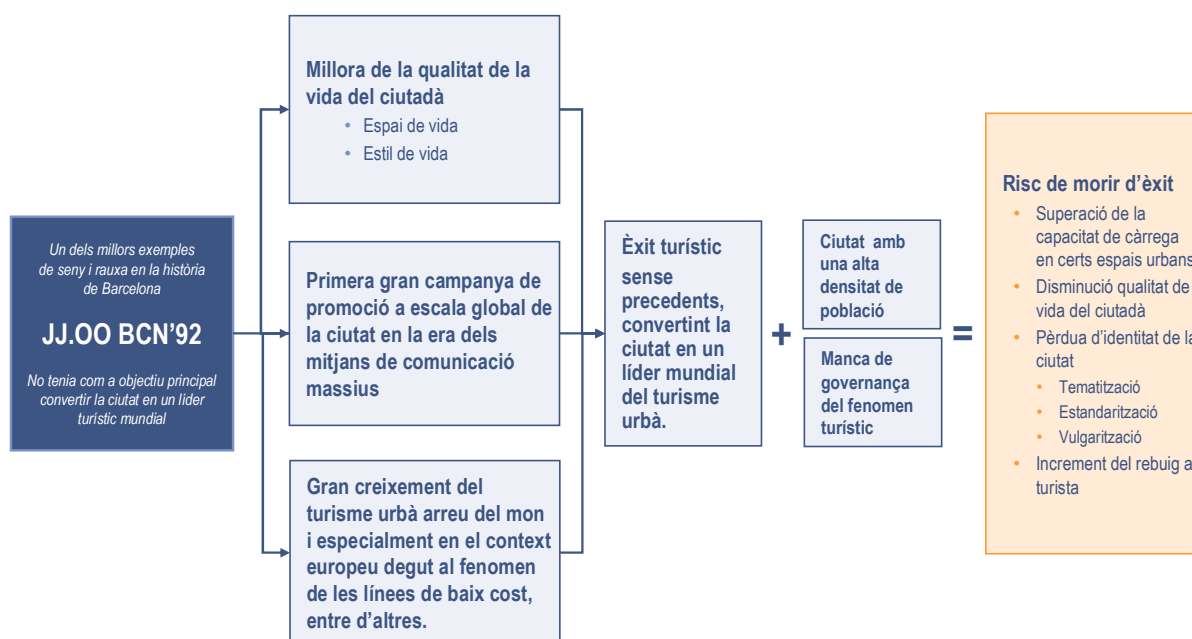 Un dels millors exemples
de seny i rauxa en la història
de Barcelona
JJ.OO BCN'92
No tenia com a objectiu principal
convertir la ciutat en un líder
turístic mundial
Millora de la qualitat de la
vida del ciutadà
• Espai de vida
• Estil de vida
Primera gran campanya de
promoció a escala global de
la ciutat en la era dels
mitjans de comunicació
massius
Gran creixement del
turisme urbà arreu del mon
i especialment en el context
europeu degut al fenomen
de les línees de baix cost,
entre d'altres.
Èxit turístic
sense
precedents,
convertint la
ciutat en un
líder mundial
del turisme
urbà.
+
Ciutat amb
una alta
densitat de
població
Manca de
governança
del fenomen
turístic
=
Risc de morir d'èxit
• Superació de la
capacitat de càrrega
en certs espais urbans
• Disminució qualitat de
vida del ciutadà
• Pèrdua d'identitat de la
ciutat
• Tematització
• Estandarització
• Vulgarització
• Increment del rebuig a
turista